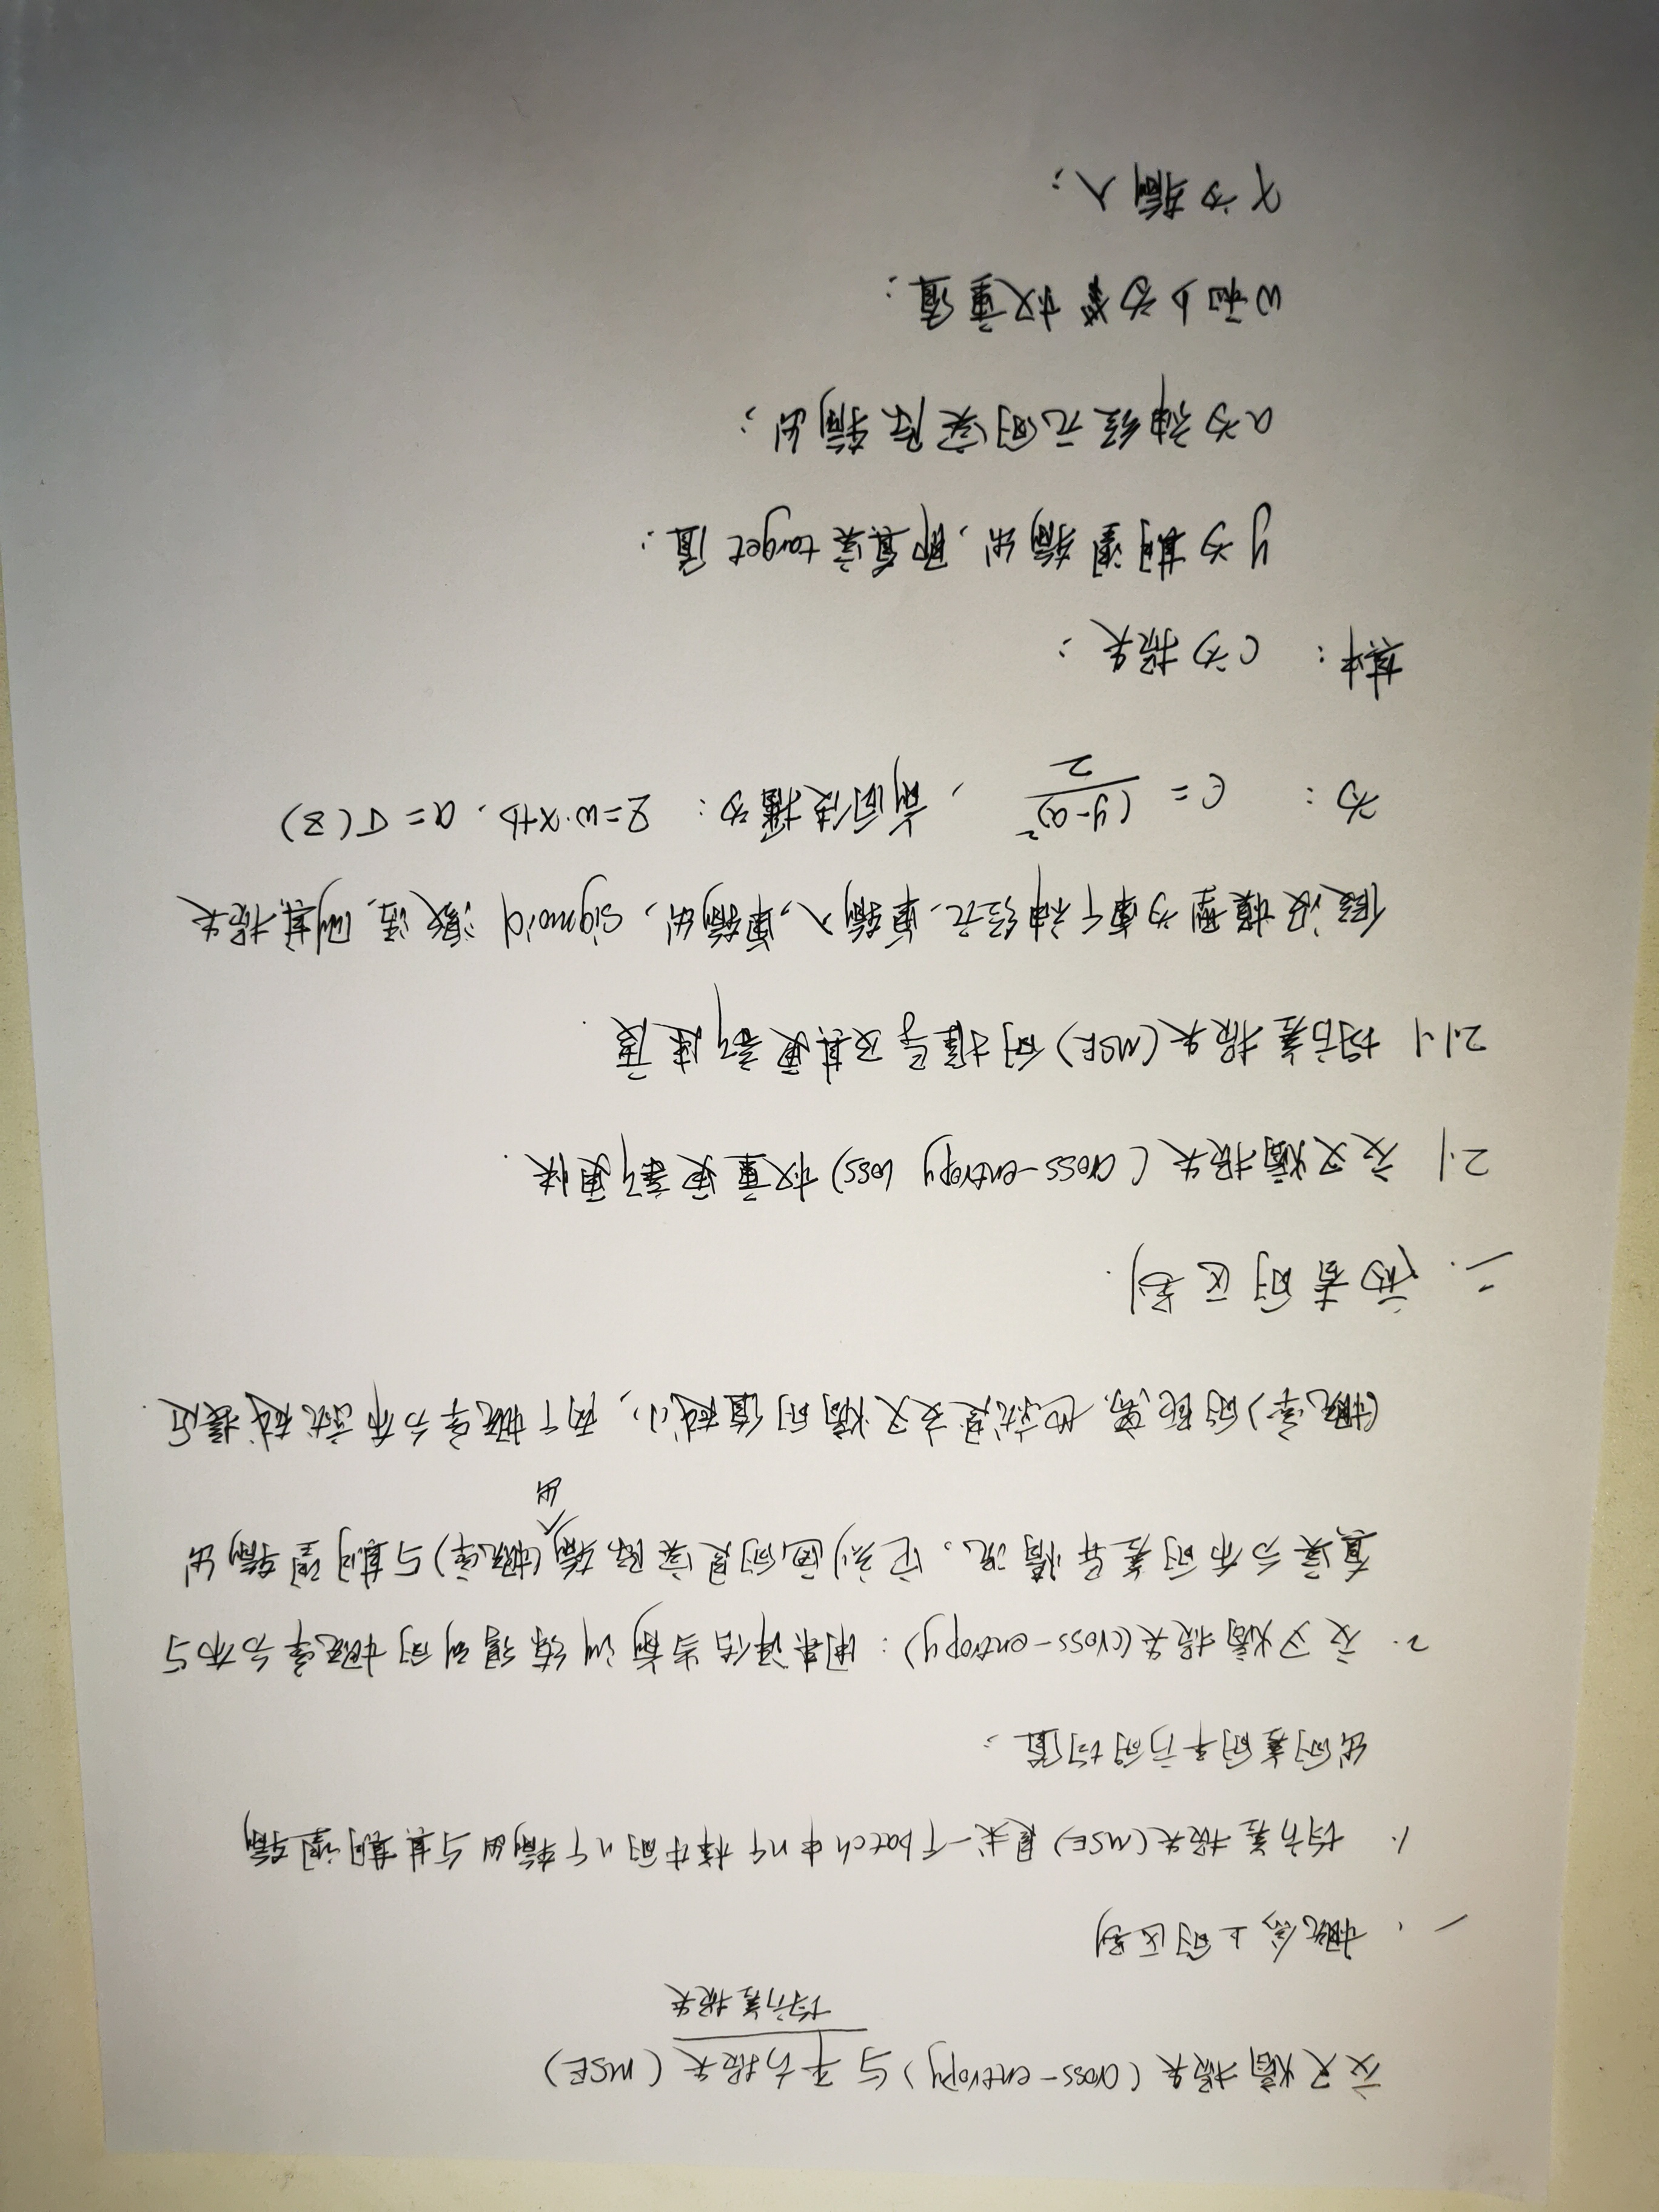 交叉熵损失(cross-entropy)与平方损失(MSE)
均方差损失
一、概念上的区别
1. 均方差损失(MSE)是求一个batch中n个样本的n个输出与其期望输
出的差的平方的均值;
2. 交叉熵损失(cross-entropy):用来评估当前训练得到的概率分布与
真实分布的差异情况。它刻画的是实际输出(概率)与期望输出
(概率)的距离,也就是交叉熵的值越小,两个概率分布就越接近.
二.两者的区别.
2.1 交叉熵损失(cross-entropy loss)权重更新更快.
2.1.1 均方差损失(MSE)的推导及其更新速度.
假设模型为单个神经元,单输入,单输出,sigmoid激活,则其损失
为: C=(y-a)²/2 ,前向传播为: z=w·x+b, a=σ(z)
其中: C为损失;
y为期望输出,即真实target值;
a为神经元的实际输出;
w和b为权重值;
x为输入;